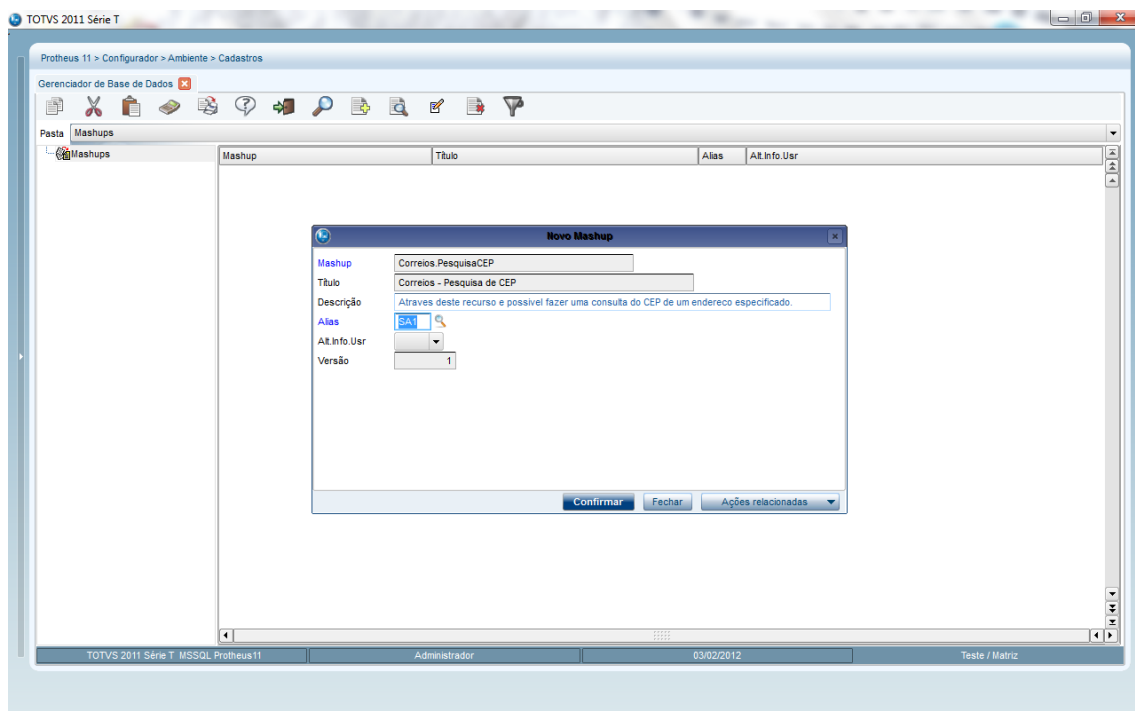 TOTVS 2011 Série T
Protheus 11 > Configurador > Ambiente > Cadastros
Gerenciador de Base de Dados
Pasta Mashups
Mashups
Mashup Título Alias Alt.Info.Usr
Novo Mashup
Mashup Correios.PesquisaCEP
Título Correios - Pesquisa de CEP
Descrição Atraves deste recurso e possivel fazer uma consulta do CEP de um endereco especificado.
Alias SA1
Alt.Info.Usr
Versão 1
Confirmar Fechar Ações relacionadas
TOTVS 2011 Série T MSSQL Protheus11 Administrador 03/02/2012 Teste / Matriz